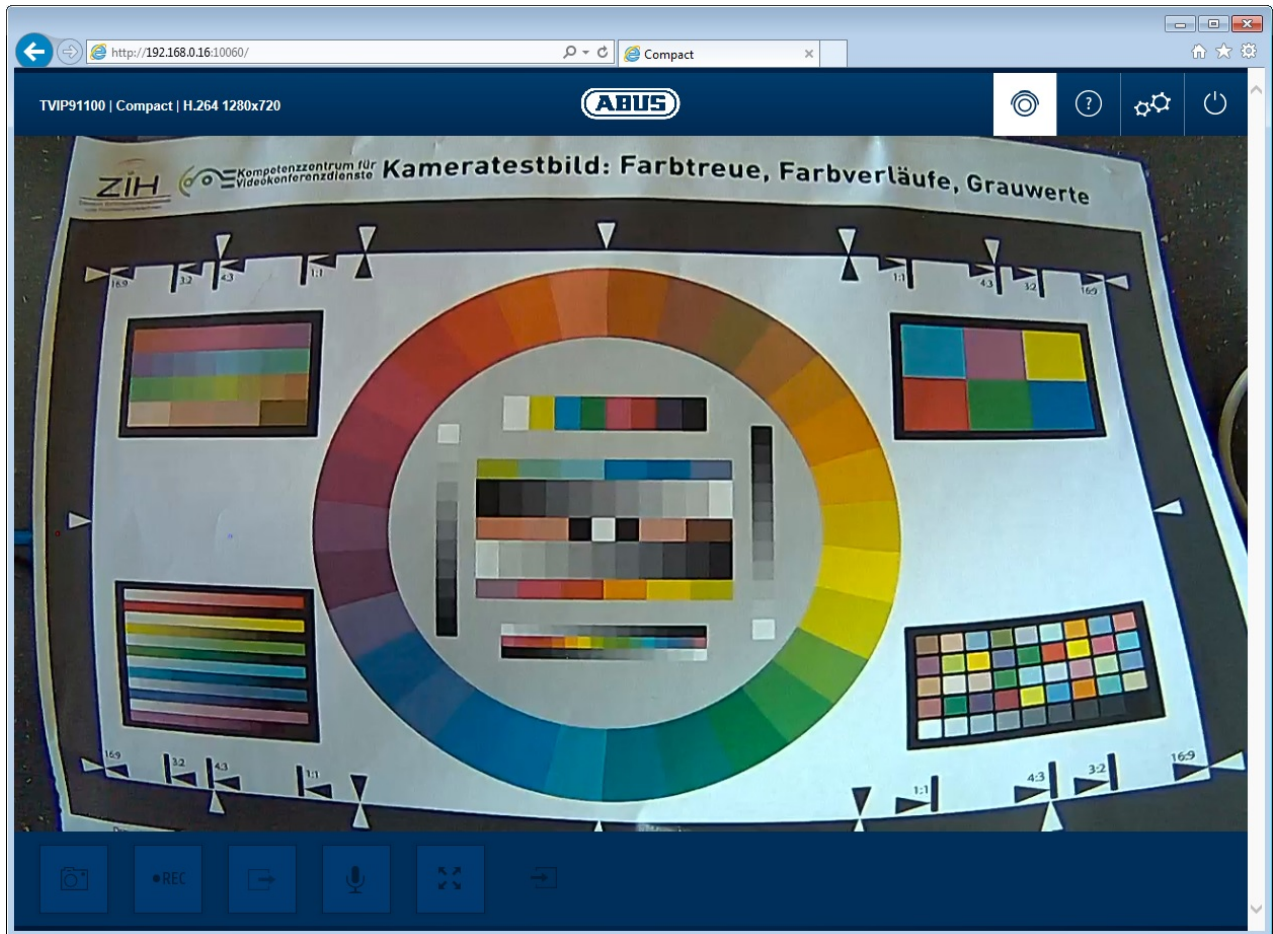 http://192.168.0.16:10060/
Compact
TVIP91100 | Compact | H.264 1280x720
ABUS
?
ZIH
Kompetenzzentrum für
Videokonferenzdienste
Kameratestbild: Farbtreue, Farbverläufe, Grauwerte
16:9 3:2 4:3 1:1 1:1 4:3 3:2 16:9
16:9 3:2 4:3 1:1 1:1 4:3 3:2 16:9
REC